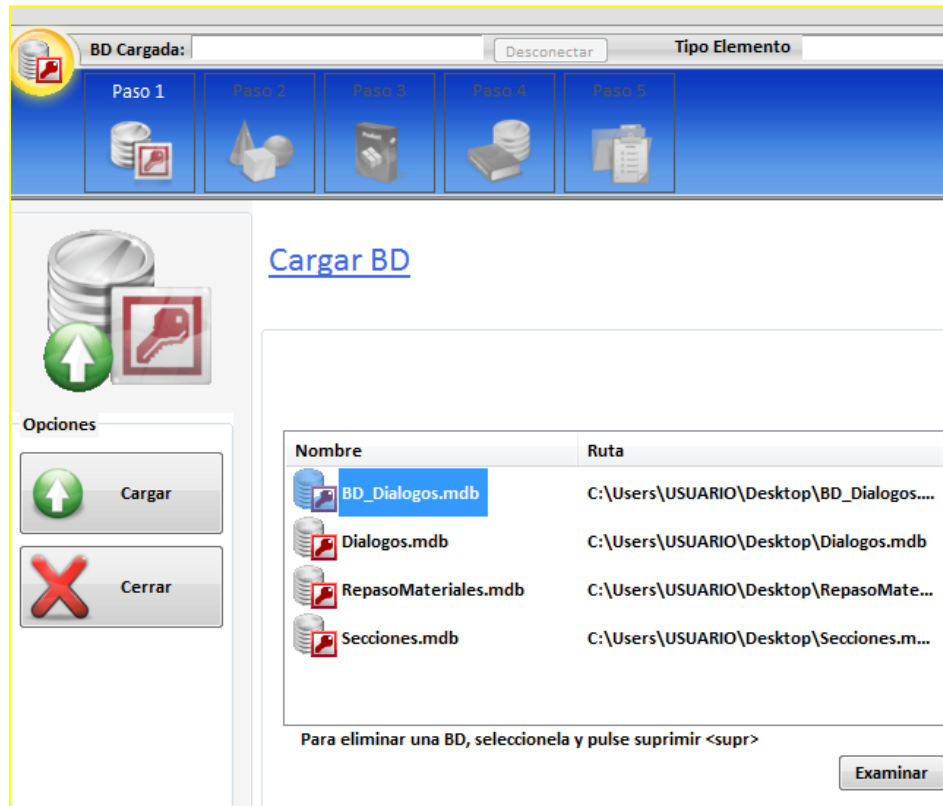 BD Cargada: Desconectar Tipo Elemento
Paso 1 Paso 2 Paso 3 Paso 4 Paso 5
Product
Cargar BD
Opciones
Cargar
Cerrar
Nombre Ruta
BD_Dialogos.mdb C:\Users\USUARIO\Desktop\BD_Dialogos....
Dialogos.mdb C:\Users\USUARIO\Desktop\Dialogos.mdb
RepasoMateriales.mdb C:\Users\USUARIO\Desktop\RepasoMate...
Secciones.mdb C:\Users\USUARIO\Desktop\Secciones.m...
Para eliminar una BD, seleccionela y pulse suprimir <supr>
Examinar